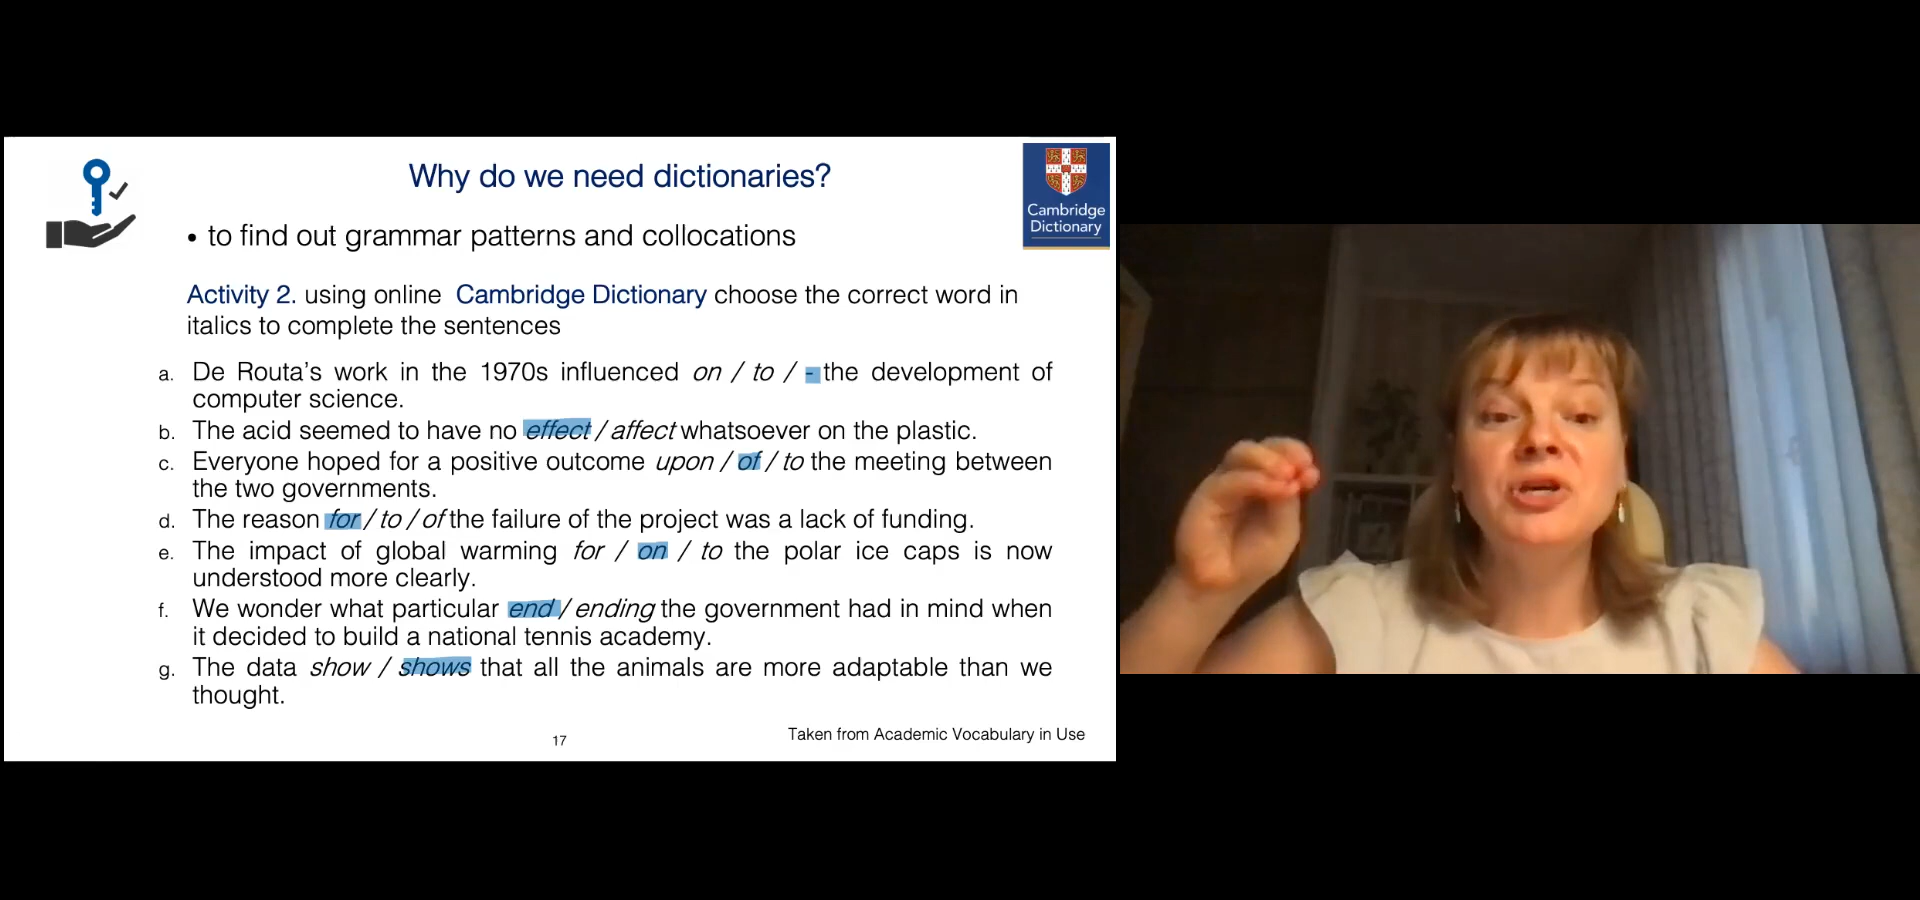 Why do we need dictionaries?
Cambridge
Dictionary
• to find out grammar patterns and collocations
Activity 2. using online Cambridge Dictionary choose the correct word in
italics to complete the sentences
a. De Routa's work in the 1970s influenced on / to / - the development of
computer science.
b. The acid seemed to have no effect / affect whatsoever on the plastic.
c. Everyone hoped for a positive outcome upon / of / to the meeting between
the two governments.
d. The reason for / to / of the failure of the project was a lack of funding.
e. The impact of global warming for / on / to the polar ice caps is now
understood more clearly.
f. We wonder what particular end / ending the government had in mind when
it decided to build a national tennis academy.
g. The data show / shows that all the animals are more adaptable than we
thought.
17
Taken from Academic Vocabulary in Use